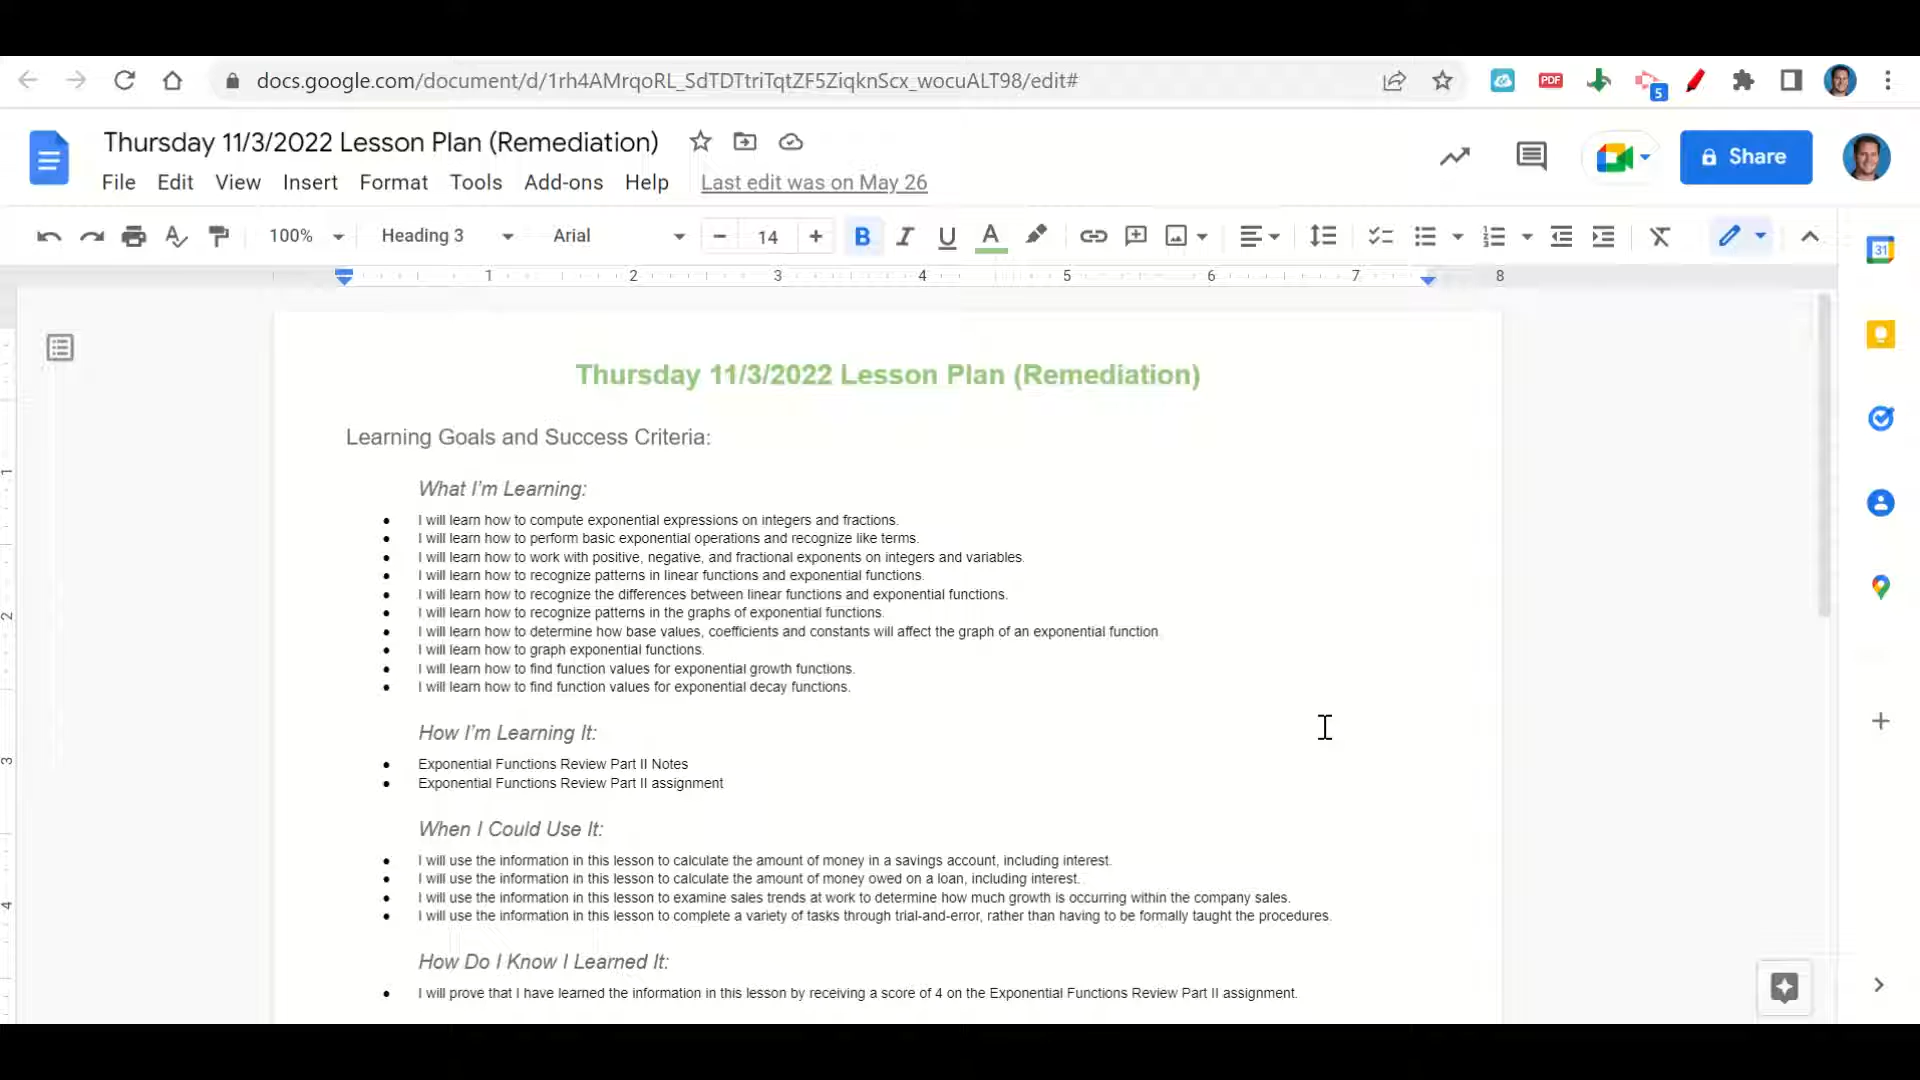 docs.google.com/document/d/1rh4AMrqoRL_SdTDTtriTqtZF5ZiqknScx_wocuALT98/edit#
PDF
5
Thursday 11/3/2022 Lesson Plan (Remediation)
Share
File Edit View Insert Format Tools Add-ons Help Last edit was on May 26
100% Heading 3 Arial 14
31
1 2 3 4 5 6 7 8
Thursday 11/3/2022 Lesson Plan (Remediation)
Learning Goals and Success Criteria:
What I'm Learning:
● I will learn how to compute exponential expressions on integers and fractions.
● I will learn how to perform basic exponential operations and recognize like terms.
● I will learn how to work with positive, negative, and fractional exponents on integers and variables.
● I will learn how to recognize patterns in linear functions and exponential functions.
● I will learn how to recognize the differences between linear functions and exponential functions.
● I will learn how to recognize patterns in the graphs of exponential functions.
● I will learn how to determine how base values, coefficients and constants will affect the graph of an exponential function
● I will learn how to graph exponential functions.
● I will learn how to find function values for exponential growth functions.
● I will learn how to find function values for exponential decay functions.
How I'm Learning It:
● Exponential Functions Review Part II Notes
● Exponential Functions Review Part II assignment
When I Could Use It:
● I will use the information in this lesson to calculate the amount of money in a savings account, including interest.
● I will use the information in this lesson to calculate the amount of money owed on a loan, including interest.
● I will use the information in this lesson to examine sales trends at work to determine how much growth is occurring within the company sales.
● I will use the information in this lesson to complete a variety of tasks through trial-and-error, rather than having to be formally taught the procedures.
How Do I Know I Learned It:
● I will prove that I have learned the information in this lesson by receiving a score of 4 on the Exponential Functions Review Part II assignment.
1
2
3
4